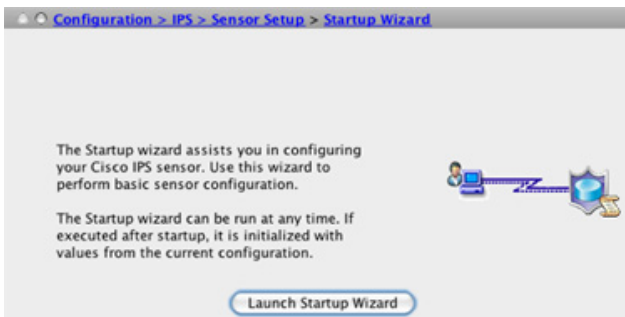 Configuration > IPS > Sensor Setup > Startup Wizard
The Startup wizard assists you in configuring
your Cisco IPS sensor. Use this wizard to
perform basic sensor configuration.
The Startup wizard can be run at any time. If
executed after startup, it is initialized with
values from the current configuration.
Launch Startup Wizard